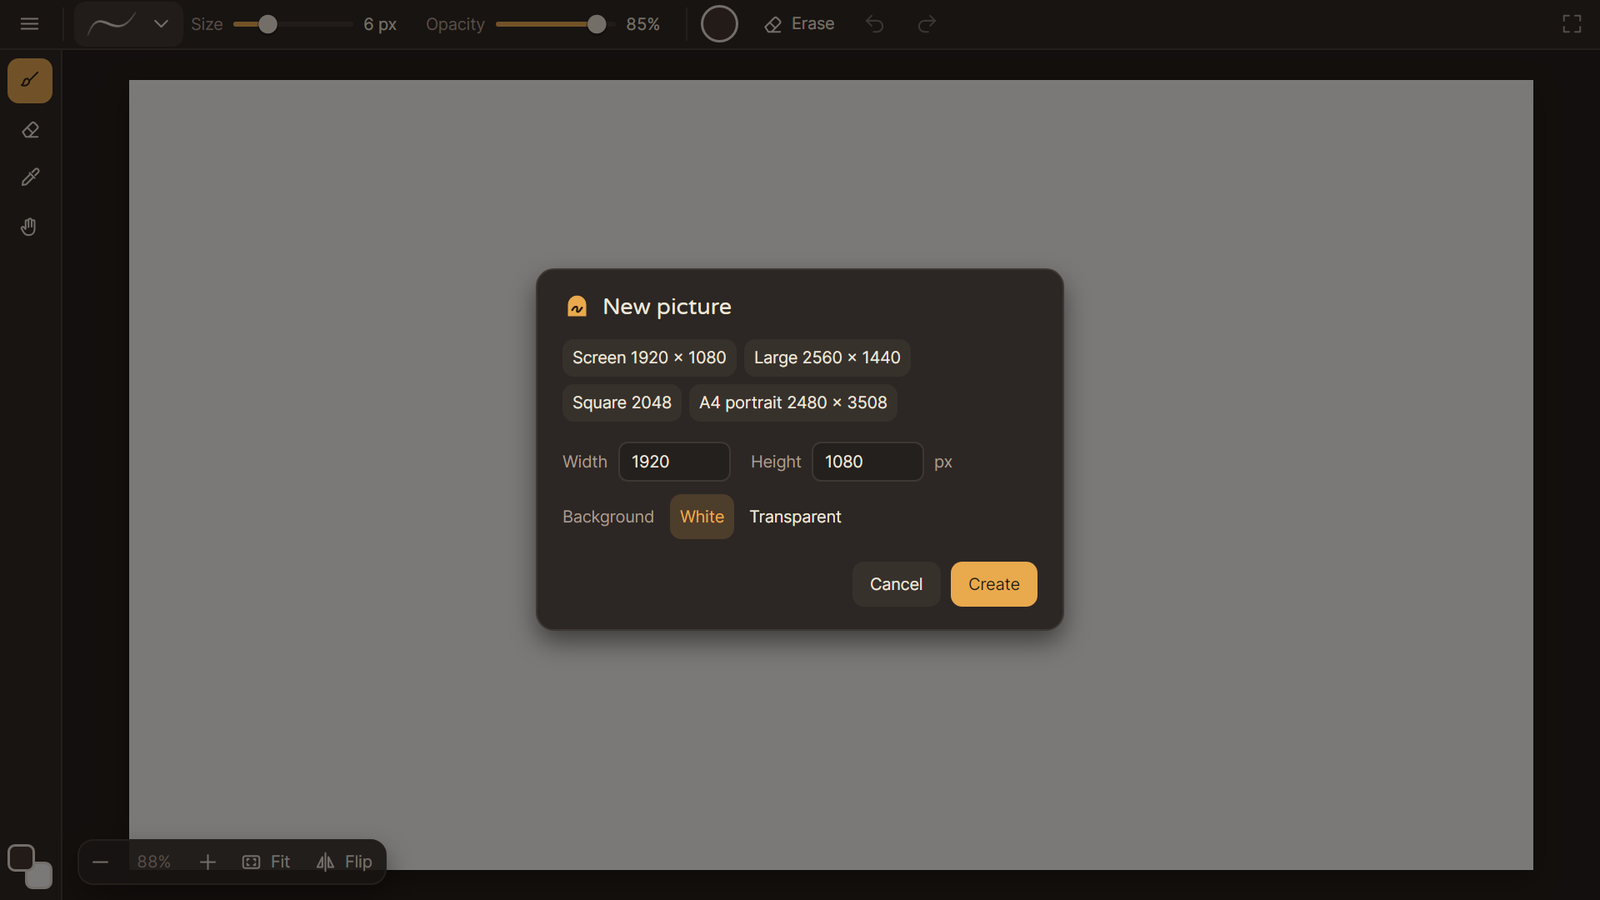 Size 6 px Opacity 85% Erase
New picture
Screen 1920 × 1080 Large 2560 × 1440
Square 2048 A4 portrait 2480 × 3508
Width 1920 Height 1080 px
Background White Transparent
Cancel Create
88% Fit Flip